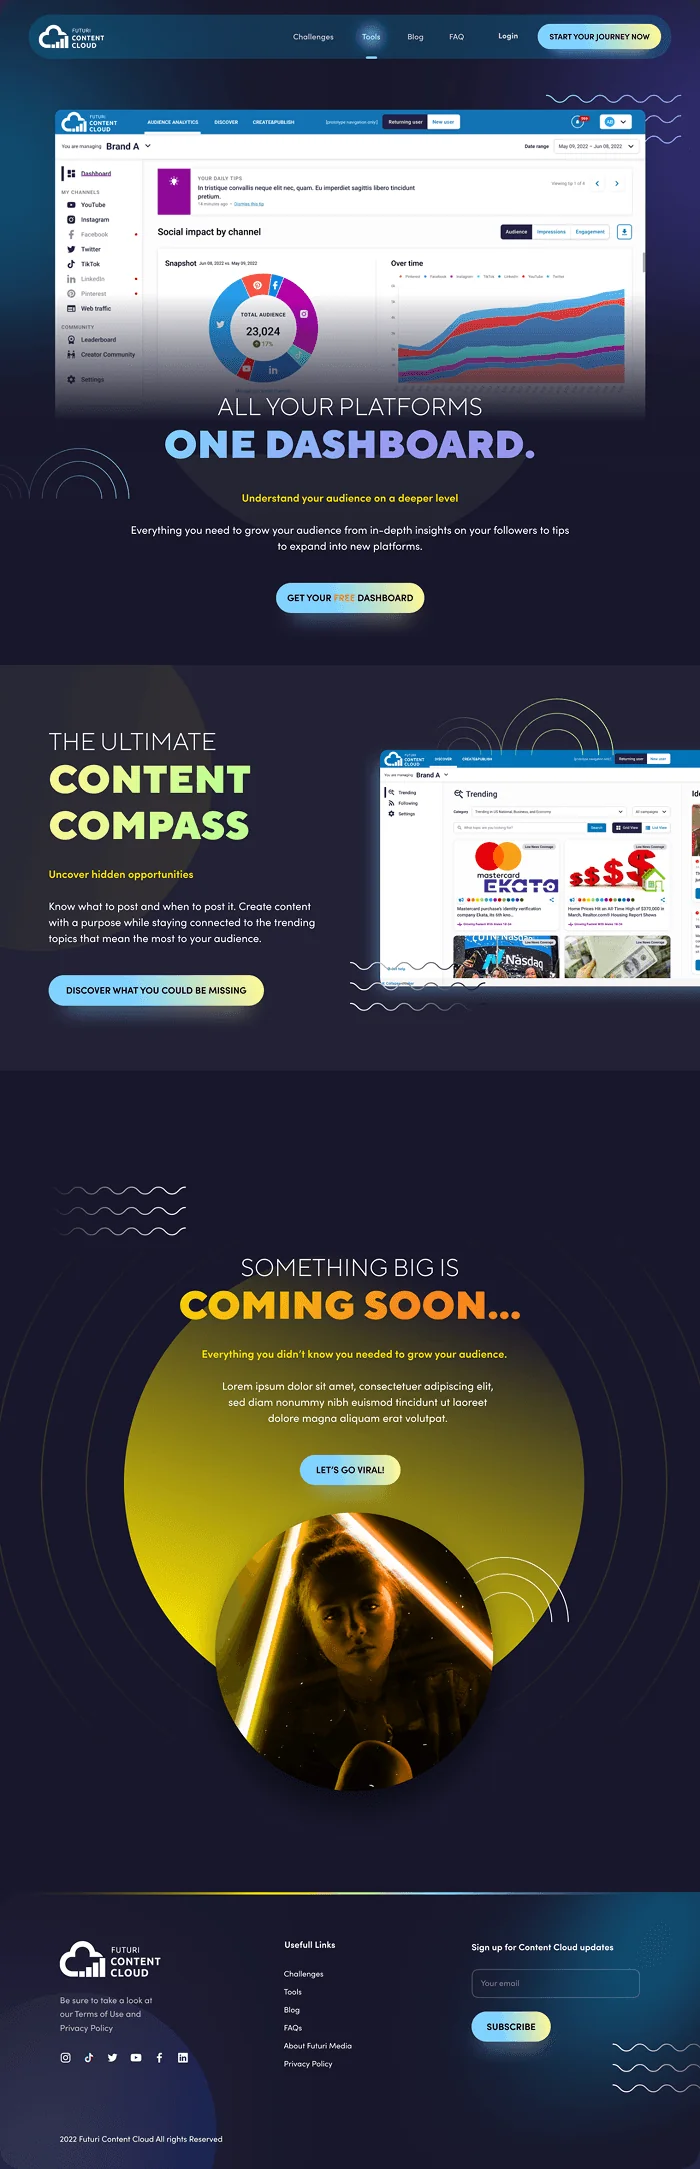 FUTURI
CONTENT
CLOUD
Challenges
Tools
Blog
FAQ
Login
START YOUR JOURNEY NOW
FUTURI
CONTENT
CLOUD
AUDIENCE ANALYTICS
DISCOVER
CREATE&PUBLISH
[prototype navigation only]
Returning user
New user
AB
You are managing
Brand A
Date range
May 09, 2022 - Jun 08, 2022
Dashboard
MY CHANNELS
YouTube
Instagram
Facebook
Twitter
TikTok
LinkedIn
Pinterest
Web traffic
COMMUNITY
Leaderboard
Creator Community
Settings
YOUR DAILY TIPS
In tristique convallis neque elit nec, quam. Eu imperdiet sagittis libero tincidunt
pretium.
14 minutes ago • Dismiss this tip
Viewing tip 1 of 4
Social impact by channel
Audience
Impressions
Engagement
Snapshot Jun 08, 2022 vs. May 09, 2022
TOTAL AUDIENCE
23,024
17%
Over time
Pinterest
Facebook
Instagram
TikTok
LinkedIn
YouTube
Twitter
ALL YOUR PLATFORMS
ONE DASHBOARD.
Understand your audience on a deeper level
Everything you need to grow your audience from in-depth insights on your followers to tips
to expand into new platforms.
GET YOUR FREE DASHBOARD
THE ULTIMATE
CONTENT
COMPASS
Uncover hidden opportunities
Know what to post and when to post it. Create content
with a purpose while staying connected to the trending
topics that mean the most to your audience.
DISCOVER WHAT YOU COULD BE MISSING
FUTURI
CONTENT
CLOUD
DISCOVER
CREATE&PUBLISH
[prototype navigation only]
Returning user
New user
You are managing
Brand A
Trending
Following
Settings
Trending
Category
Trending in US National, Business, and Economy
All campaigns
What topic are you looking for?
Search
Grid View
List View
Low News Coverage
mastercard
EKATA
Mastercard purchase's identity verification
company Ekata, its 6th kno...
Low News Coverage
Home Prices Hit an All Time High of $370,000 in
March, Realtor.com® Housing Report Shows
Low News Coverage
Nasdaq
Low News Coverage
Get help
SOMETHING BIG IS
COMING SOON...
Everything you didn't know you needed to grow your audience.
Lorem ipsum dolor sit amet, consectetuer adipiscing elit,
sed diam nonummy nibh euismod tincidunt ut laoreet
dolore magna aliquam erat volutpat.
LET'S GO VIRAL!
FUTURI
CONTENT
CLOUD
Be sure to take a look at
our Terms of Use and
Privacy Policy
Usefull Links
Challenges
Tools
Blog
FAQs
About Futuri Media
Privacy Policy
Sign up for Content Cloud updates
Your email
SUBSCRIBE
2022 Futuri Content Cloud All rights Reserved